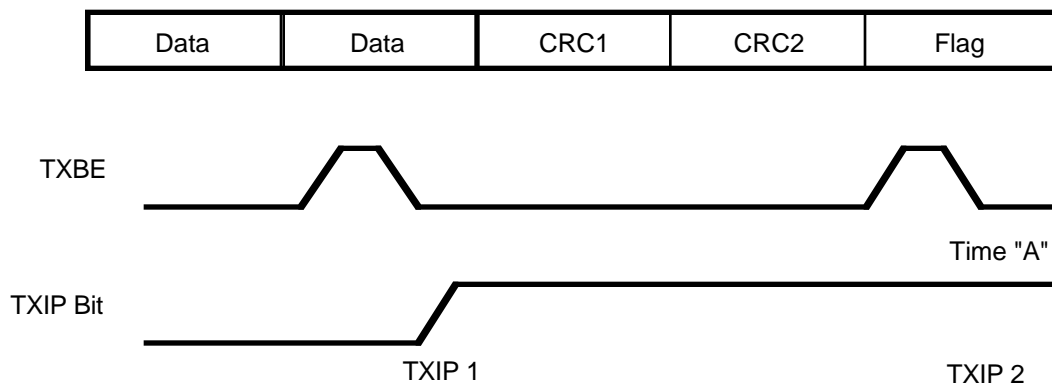 Data Data CRC1 CRC2 Flag
TXBE
Time "A"
TXIP Bit
TXIP 1 TXIP 2